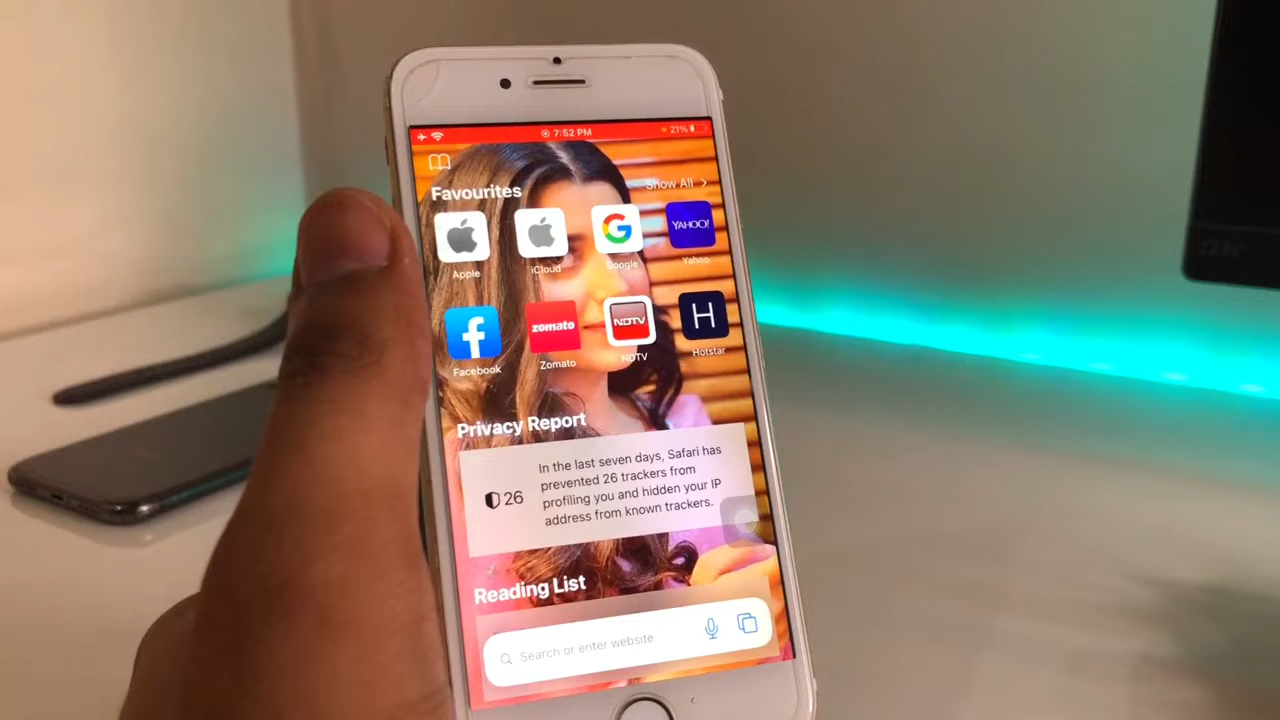 7:52 PM
21%
Favourites
Show All >
YAHOO!
Apple
iCloud
Google
Yahoo
zomato
NDTV
H
Facebook
Zomato
NDTV
Hotstar
Privacy Report
26
In the last seven days, Safari has
prevented 26 trackers from
profiling you and hidden your IP
address from known trackers.
Reading List
Search or enter website